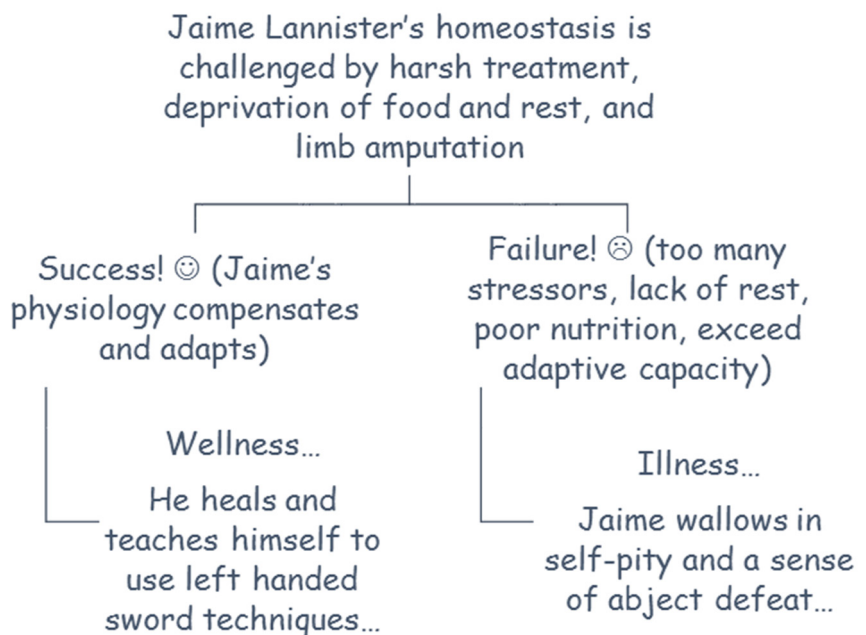 Jaime Lannister's homeostasis is
challenged by harsh treatment,
deprivation of food and rest, and
limb amputation
Success! ☺ (Jaime's
physiology compensates
and adapts)
Wellness…
He heals and
teaches himself to
use left handed
sword techniques…
Failure! ☹ (too many
stressors, lack of rest,
poor nutrition, exceed
adaptive capacity)
Illness…
Jaime wallows in
self-pity and a sense
of abject defeat…